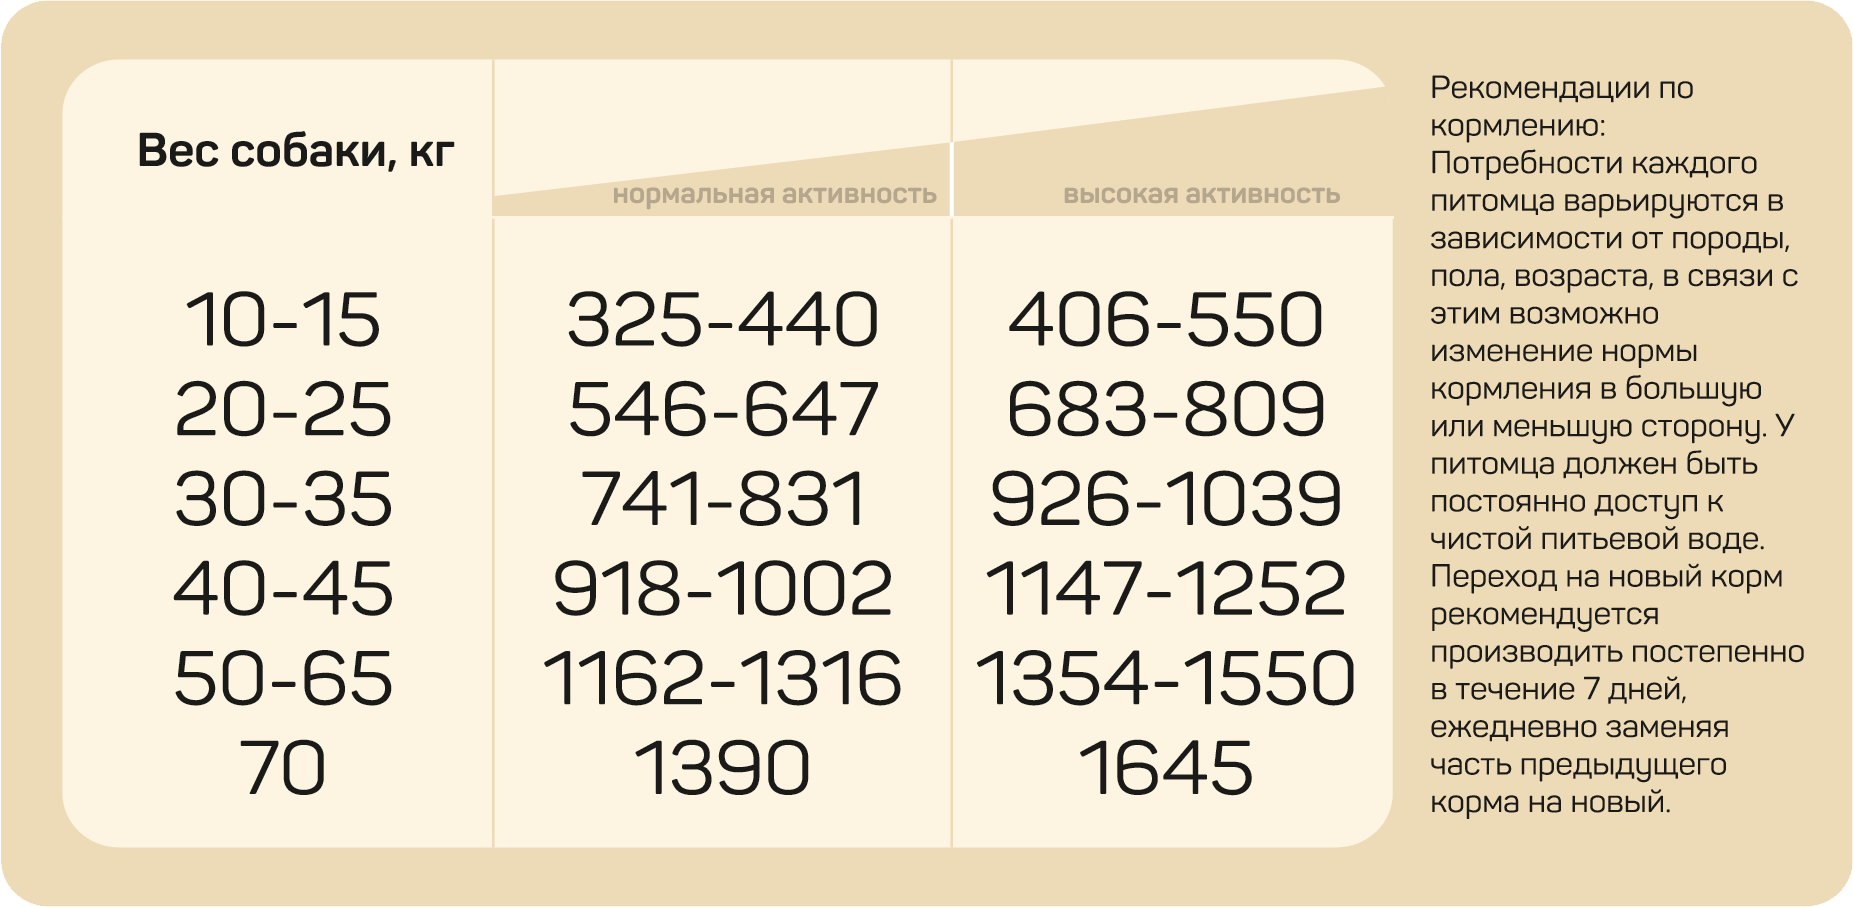 Вес собаки, кг
нормальная активность
высокая активность
10-15 325-440 406-550
20-25 546-647 683-809
30-35 741-831 926-1039
40-45 918-1002 1147-1252
50-65 1162-1316 1354-1550
70 1390 1645
Рекомендации по
кормлению:
Потребности каждого
питомца варьируются в
зависимости от породы,
пола, возраста, в связи с
этим возможно
изменение нормы
кормления в большую
или меньшую сторону. У
питомца должен быть
постоянно доступ к
чистой питьевой воде.
Переход на новый корм
рекомендуется
производить постепенно
в течение 7 дней,
ежедневно заменяя
часть предыдущего
корма на новый.